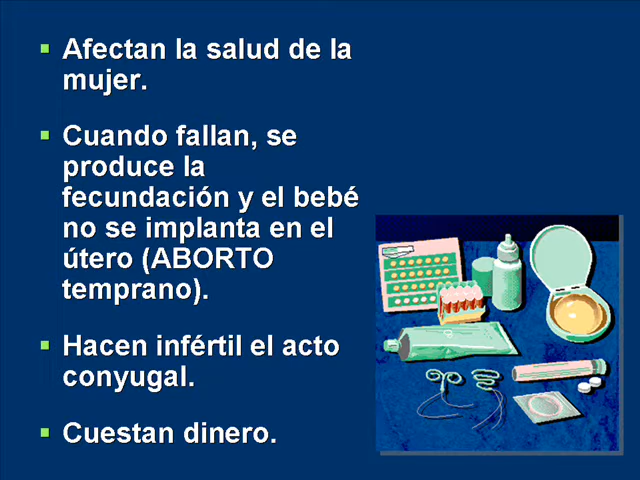 Afectan la salud de la
mujer.
Cuando fallan, se
produce la
fecundación y el bebé
no se implanta en el
útero (ABORTO
temprano).
Hacen infértil el acto
conyugal.
Cuestan dinero.